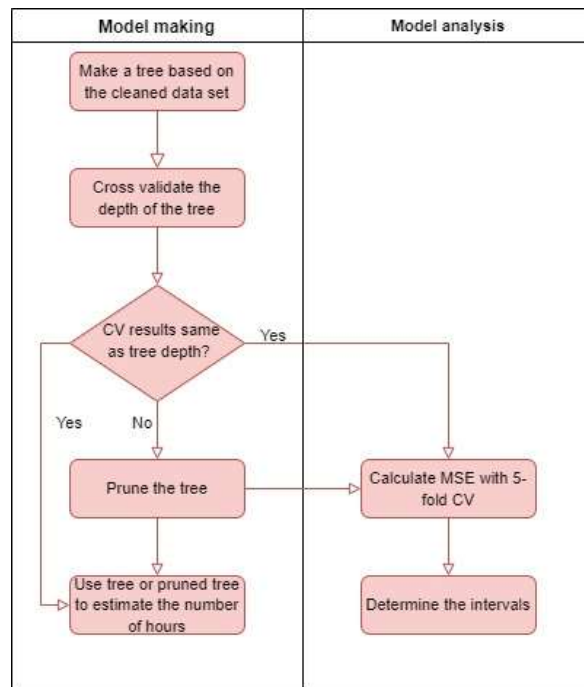 Model making
Model analysis
Make a tree based on
the cleaned data set
Cross validate the
depth of the tree
CV results same
as tree depth?
Yes
Yes
No
Prune the tree
Calculate MSE with 5-
fold CV
Use tree or pruned tree
to estimate the number
of hours
Determine the intervals